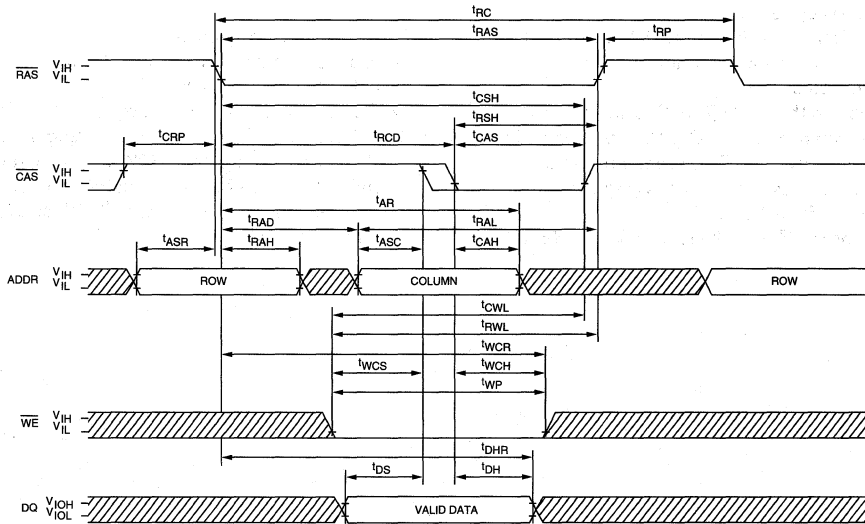 tRC
tRAS
tRP
RAS VIH
VIL
tCSH
tRSH
tCRP
tRCD
tCAS
CAS VIH
VIL
tAR
tRAD
tRAL
tASR
tRAH
tASC
tCAH
ADDR VIH
VIL
ROW
COLUMN
ROW
tCWL
tRWL
tWCR
tWCS
tWCH
tWP
WE VIH
VIL
tDHR
tDS
tDH
DQ VIOH
VIOL
VALID DATA